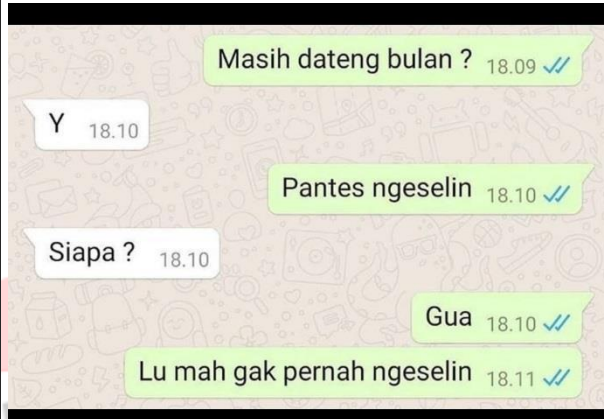 Masih dateng bulan ? 18.09
Y 18.10
Pantes ngeselin 18.10
Siapa ? 18.10
Gua 18.10
Lu mah gak pernah ngeselin 18.11